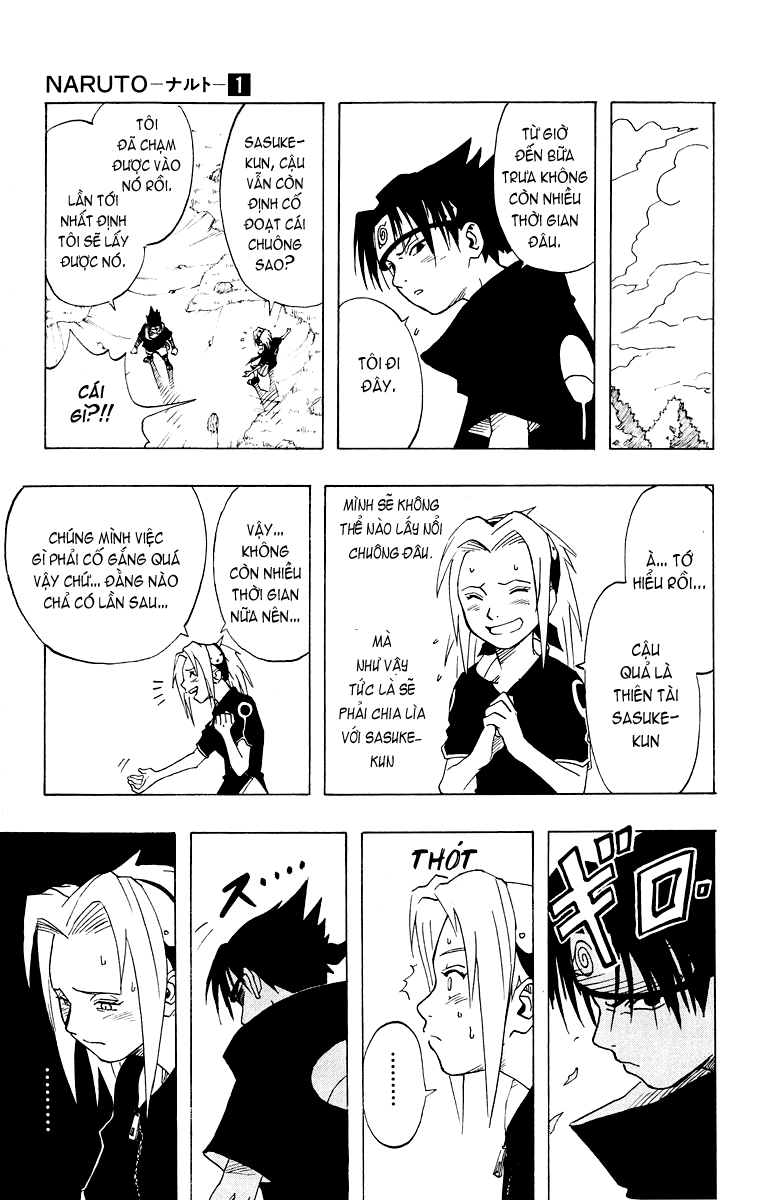 NARUTO —ナルト— 1
TỪ GIỜ
ĐẾN BỮA
TRƯA KHÔNG
CÒN NHIỀU
THỜI GIAN
ĐÂU.
TÔI ĐI
ĐÂY.
SASUKE-
KUN, CẬU
VẪN CÒN
ĐỊNH CỐ
ĐOẠT CÁI
CHUÔNG
SAO?
TÔI
ĐÃ CHẠM
ĐƯỢC VÀO
NÓ RỒI.
LẦN TỚI
NHẤT ĐỊNH
TÔI SẼ LẤY
ĐƯỢC NÓ.
CÁI
GÌ?!!
À... TỚ
HIỂU RỒI...
CẬU
QUẢ LÀ
THIÊN TÀI
SASUKE-
KUN
MÌNH SẼ KHÔNG
THỂ NÀO LẤY NỔI
CHUÔNG ĐÂU.
MÀ
NHƯ VẬY
TỨC LÀ SẼ
PHẢI CHIA LÌA
VỚI SASUKE-
KUN
VẬY...
KHÔNG
CÒN NHIỀU
THỜI GIAN
NỮA NÊN...
CHÚNG MÌNH VIỆC
GÌ PHẢI CỐ GẮNG QUÁ
VẬY CHỨ... ĐẰNG NÀO
CHẢ CÓ LẦN SAU...
ギロ.
THÓT
........
ス.....
........